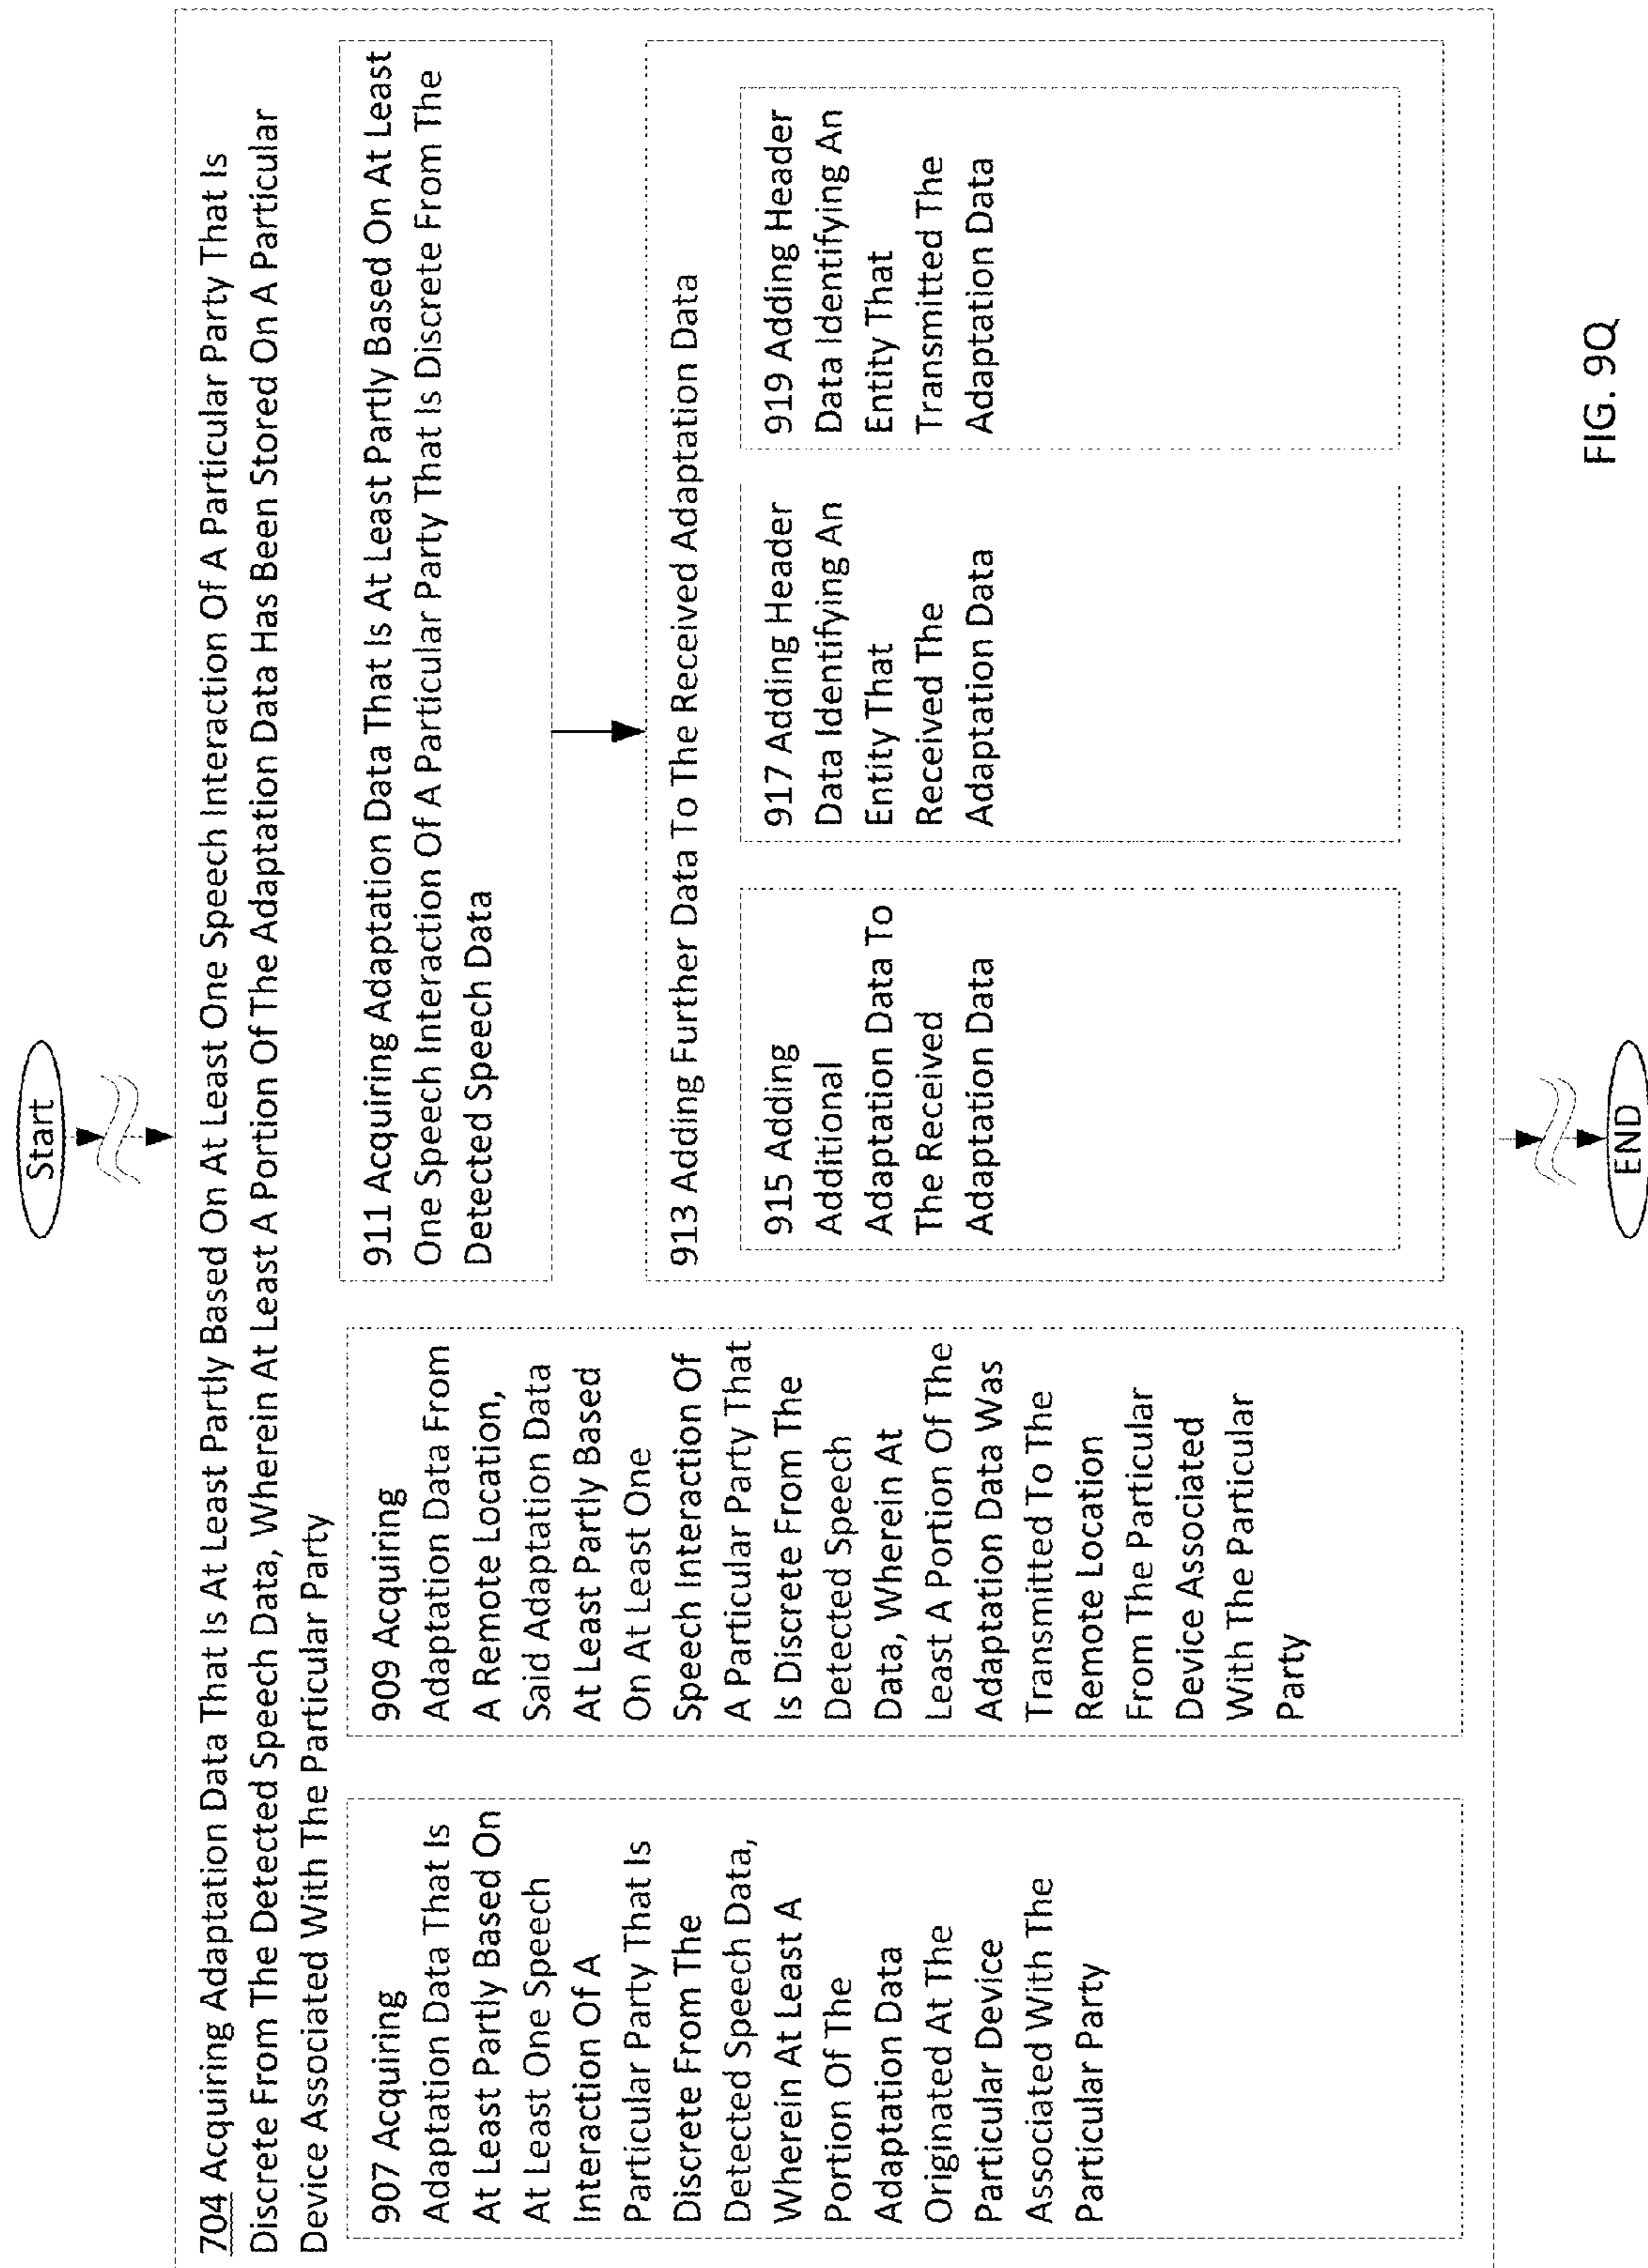 Start
704 Acquiring Adaptation Data That Is At Least Partly Based On At Least One Speech Interaction Of A Particular Party That Is
Discrete From The Detected Speech Data, Wherein At Least A Portion Of The Adaptation Data Has Been Stored On A Particular
Device Associated With The Particular Party
907 Acquiring
Adaptation Data That Is
At Least Partly Based On
At Least One Speech
Interaction Of A
Particular Party That Is
Discrete From The
Detected Speech Data,
Wherein At Least A
Portion Of The
Adaptation Data
Originated At The
Particular Device
Associated With The
Particular Party
909 Acquiring
Adaptation Data From
A Remote Location,
Said Adaptation Data
At Least Partly Based
On At Least One
Speech Interaction Of
A Particular Party That
Is Discrete From The
Detected Speech
Data, Wherein At
Least A Portion Of The
Adaptation Data Was
Transmitted To The
Remote Location
From The Particular
Device Associated
With The Particular
Party
911 Acquiring Adaptation Data That Is At Least Partly Based On At Least
One Speech Interaction Of A Particular Party That Is Discrete From The
Detected Speech Data
913 Adding Further Data To The Received Adaptation Data
915 Adding
Additional
Adaptation Data To
The Received
Adaptation Data
917 Adding Header
Data Identifying An
Entity That
Received The
Adaptation Data
919 Adding Header
Data Identifying An
Entity That
Transmitted The
Adaptation Data
END
FIG. 9Q